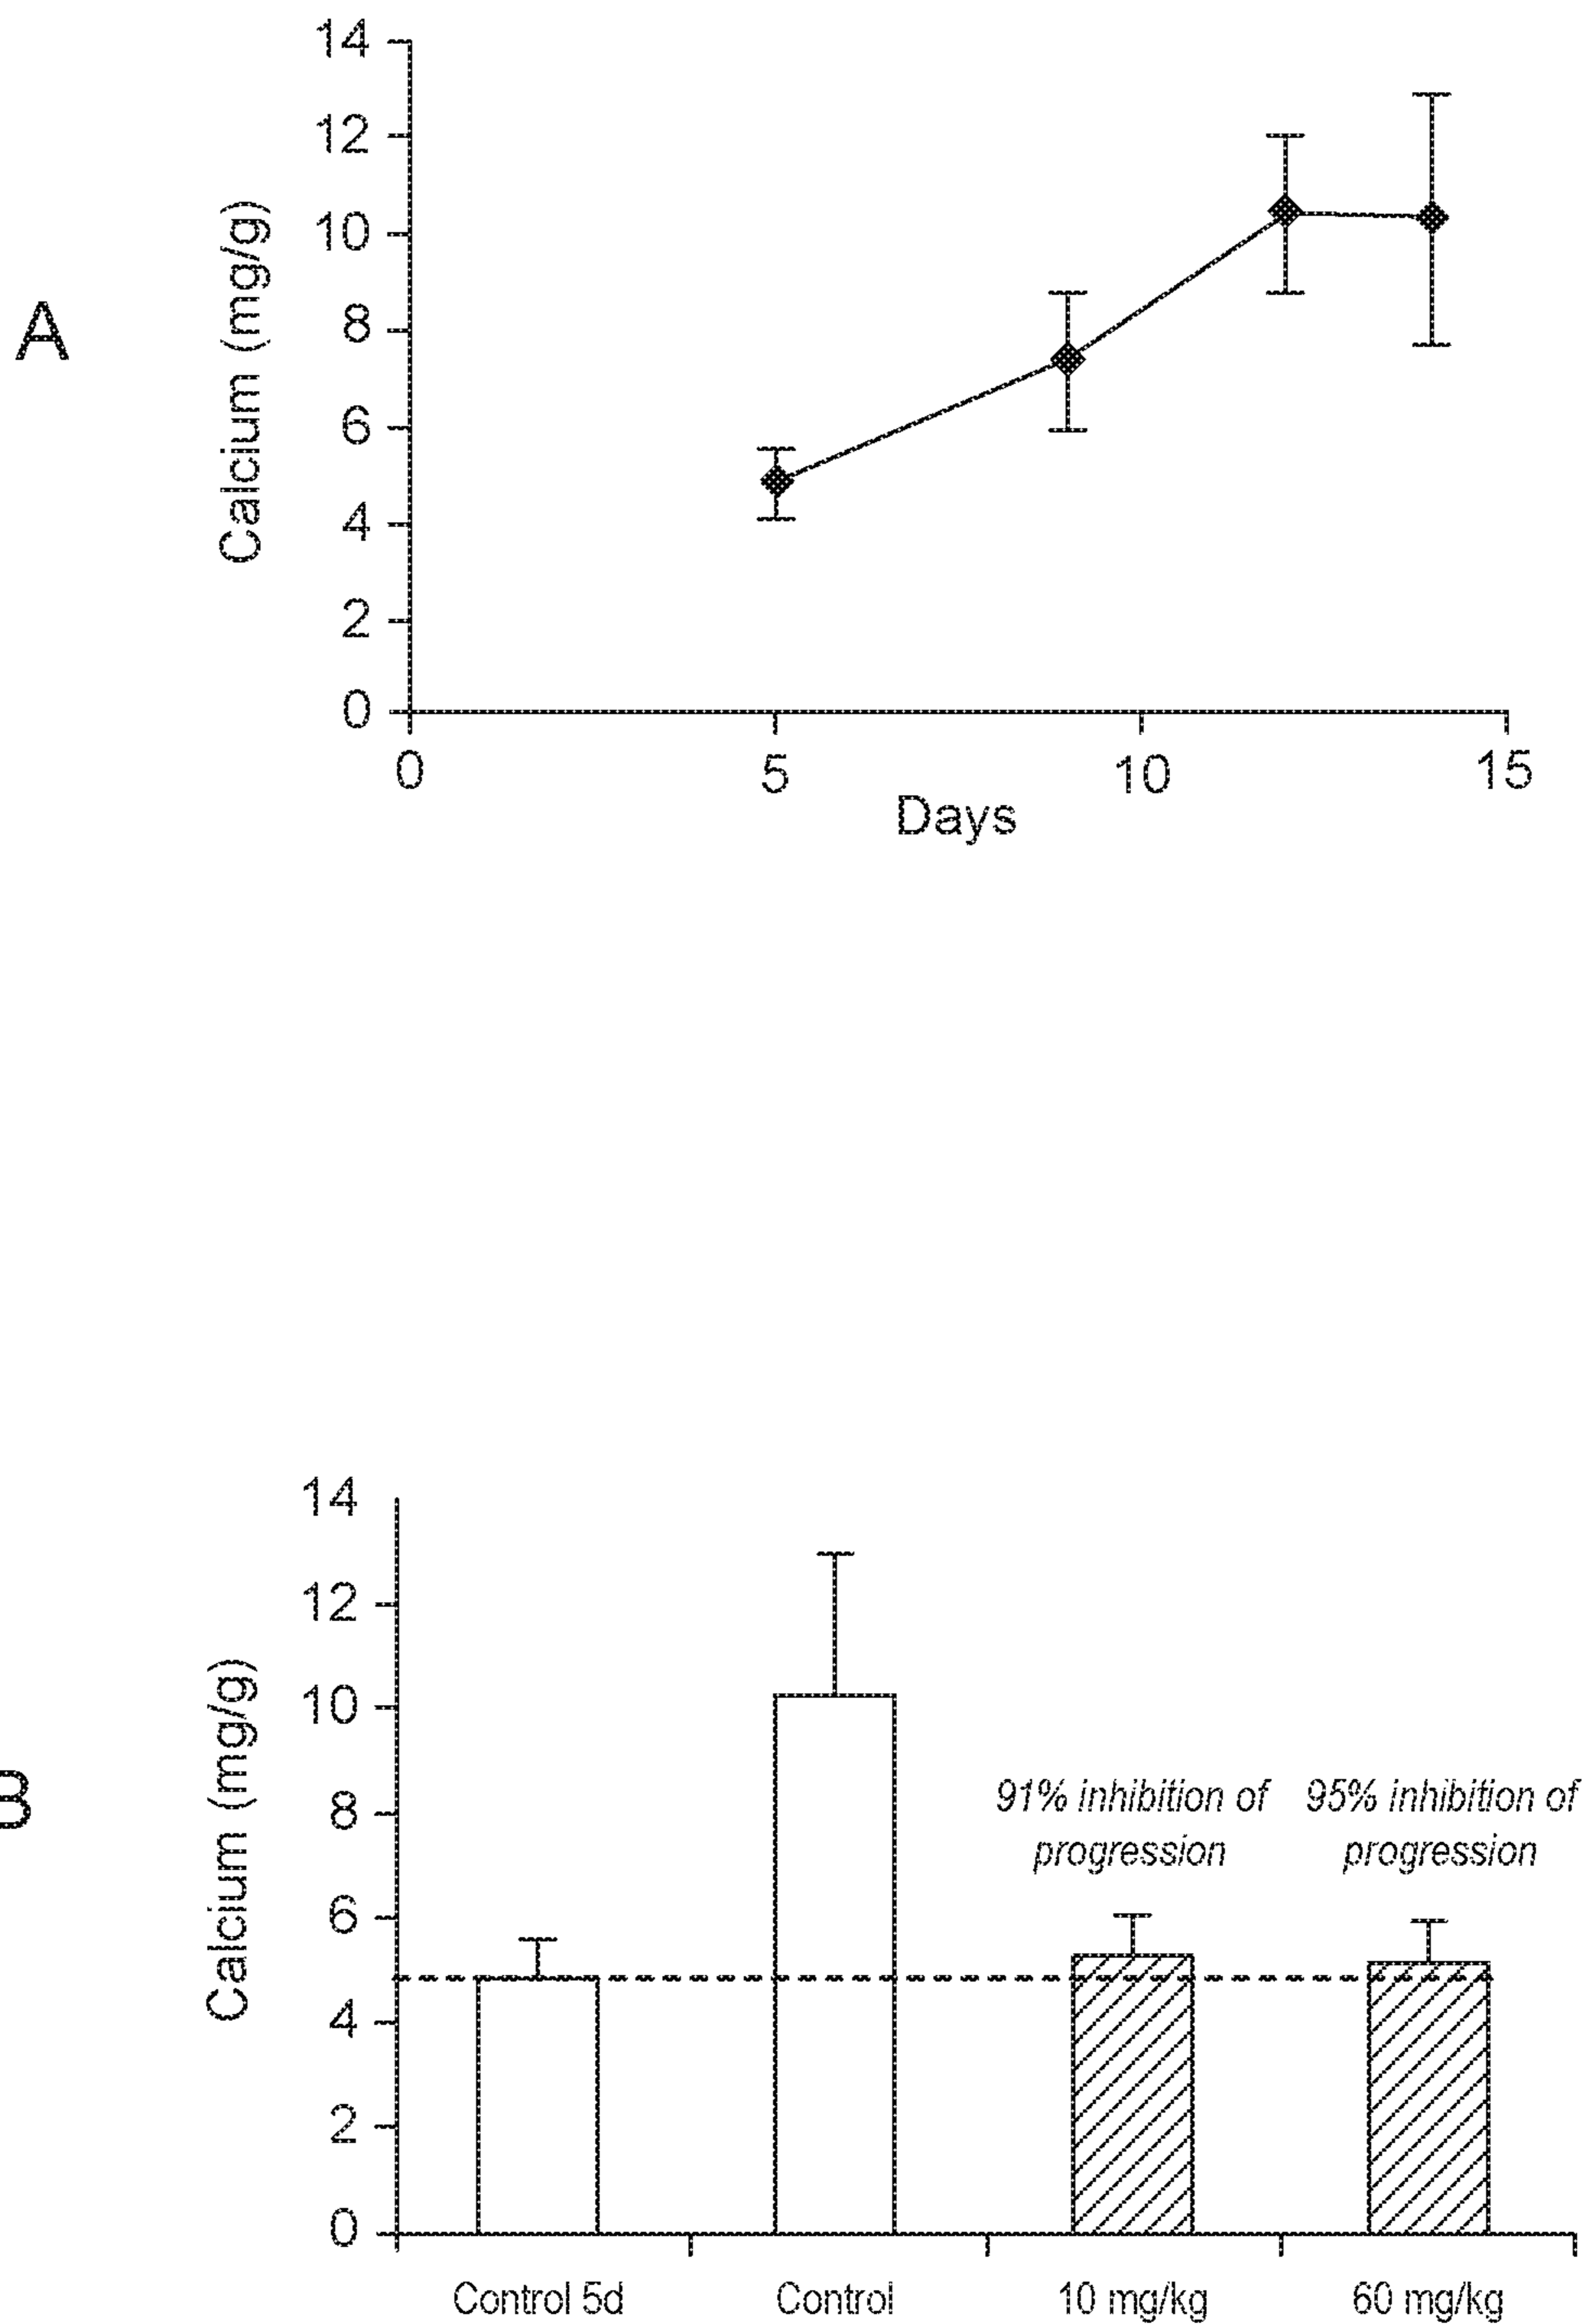 A
Calcium (mg/g)
14
12
10
8
6
4
2
0
0 5 10 15
Days
B
Calcium (mg/g)
14
12
10
8
6
4
2
0
91% inhibition of
progression
95% inhibition of
progression
Control 5d Control 10 mg/kg 60 mg/kg